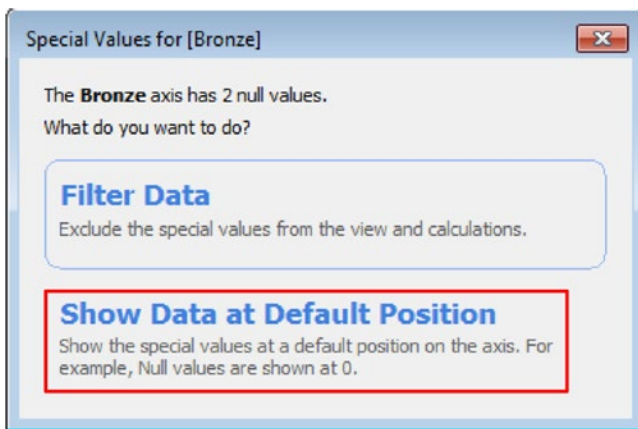 Special Values for [Bronze]
The Bronze axis has 2 null values.
What do you want to do?
Filter Data
Exclude the special values from the view and calculations.
Show Data at Default Position
Show the special values at a default position on the axis. For
example, Null values are shown at 0.